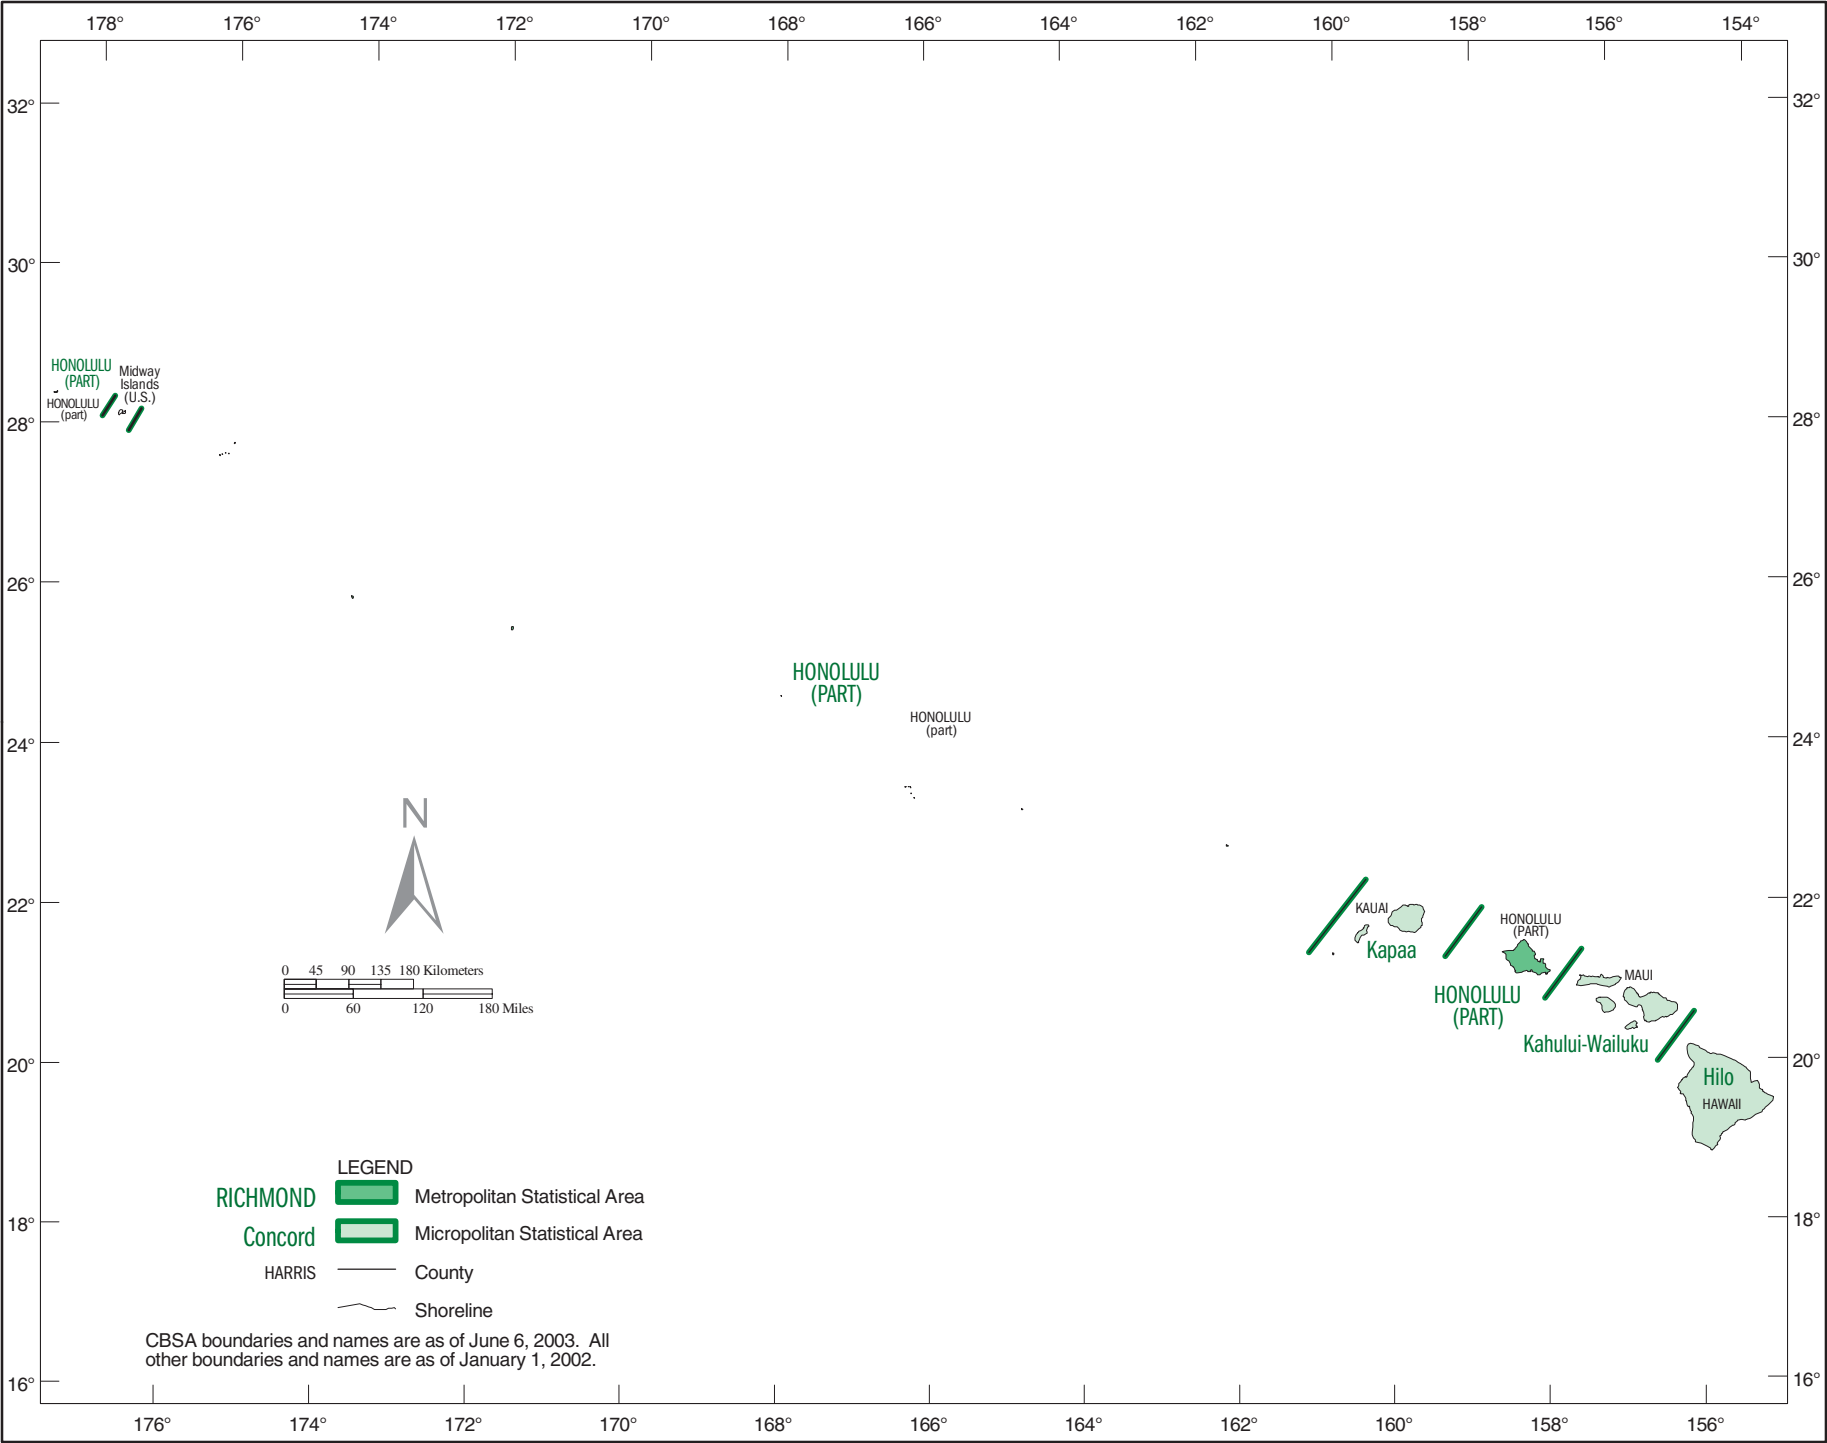 178° 176° 174° 172° 170° 168° 166° 164° 162° 160° 158° 156° 154°
32° 32°
30° 30°
HONOLULU
(PART)
Midway
Islands
(U.S.)
HONOLULU
(part)
28° 28°
26° 26°
HONOLULU
(PART)
HONOLULU
(part)
24° 24°
N
22° 22°
KAUAI
Kapaa
HONOLULU
(PART)
HONOLULU
(PART)
MAUI
Kahului-Wailuku
0 45 90 135 180 Kilometers
0 60 120 180 Miles
20° 20°
Hilo
HAWAII
LEGEND
RICHMOND Metropolitan Statistical Area
Concord Micropolitan Statistical Area
HARRIS County
Shoreline
18° 18°
CBSA boundaries and names are as of June 6, 2003. All
other boundaries and names are as of January 1, 2002.
16° 16°
176° 174° 172° 170° 168° 166° 164° 162° 160° 158° 156°